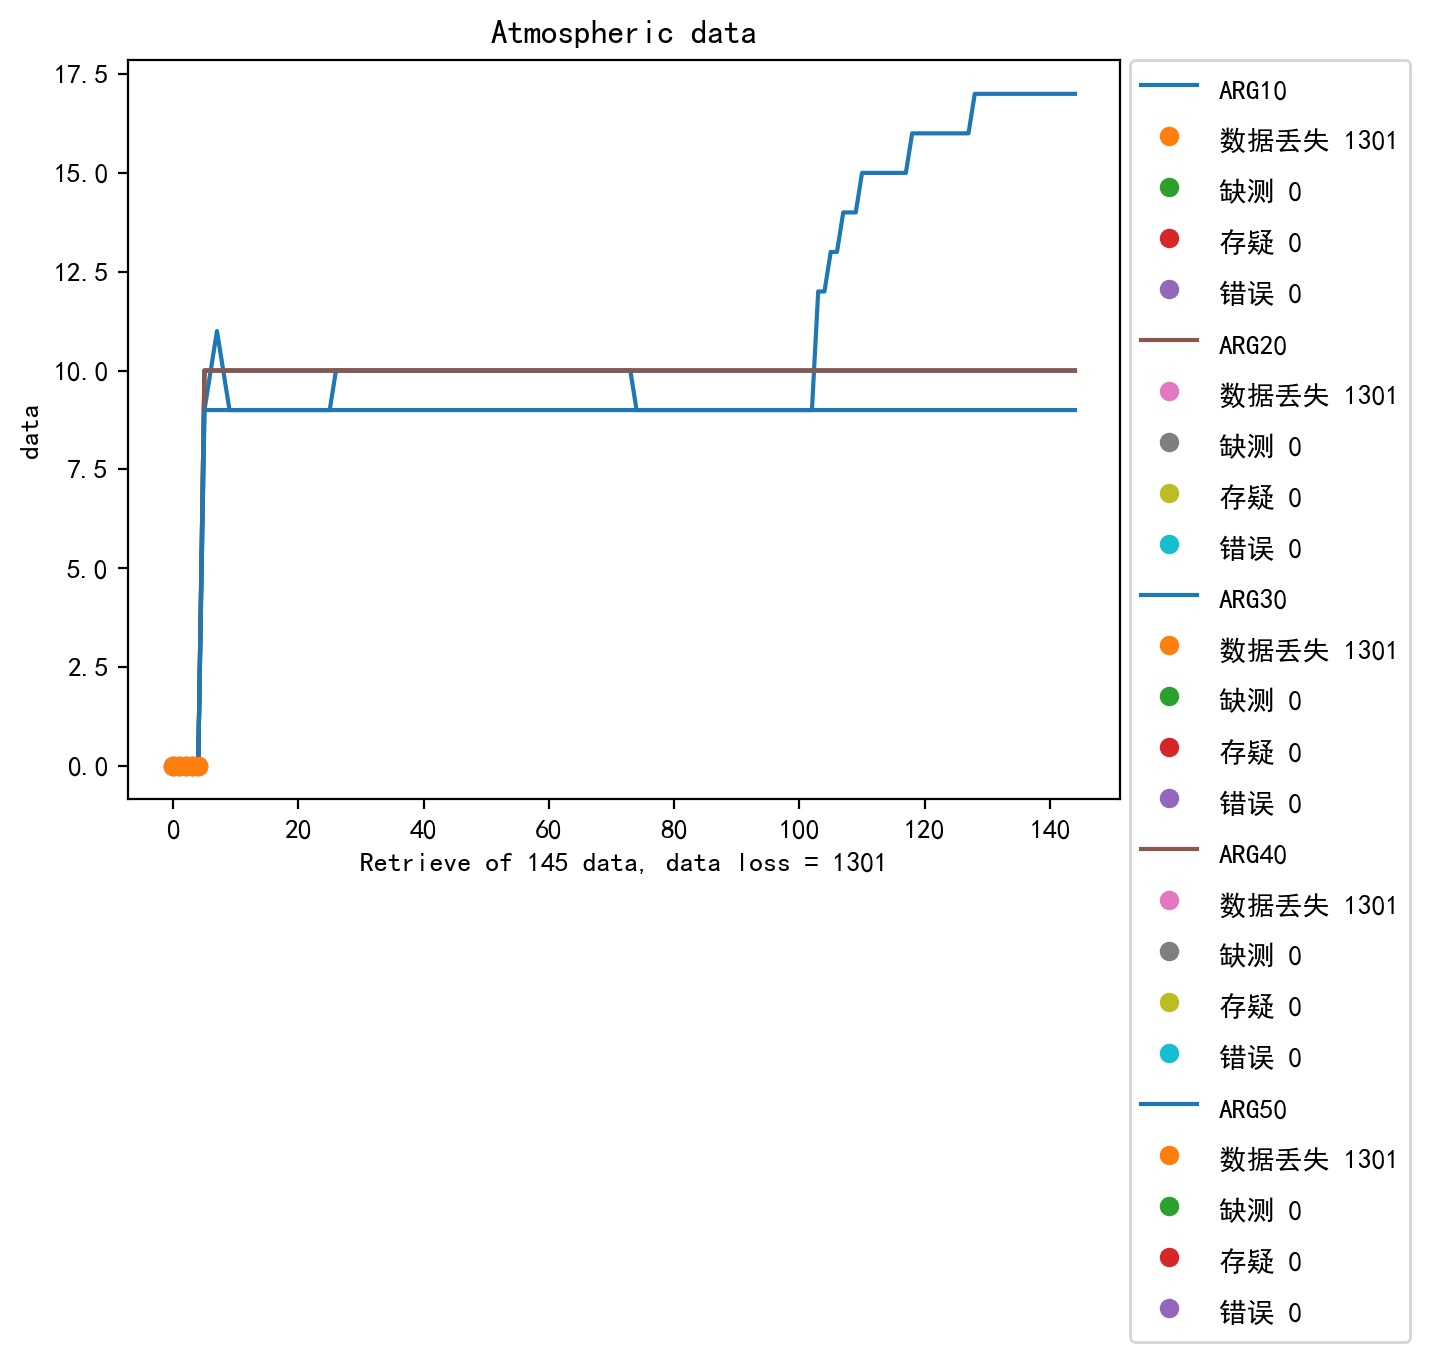 Atmospheric data
17.5
15.0
12.5
10.0
7.5
5.0
2.5
0.0
data
0 20 40 60 80 100 120 140
Retrieve of 145 data, data loss = 1301
ARG10
数据丢失 1301
缺测 0
存疑 0
错误 0
ARG20
数据丢失 1301
缺测 0
存疑 0
错误 0
ARG30
数据丢失 1301
缺测 0
存疑 0
错误 0
ARG40
数据丢失 1301
缺测 0
存疑 0
错误 0
ARG50
数据丢失 1301
缺测 0
存疑 0
错误 0